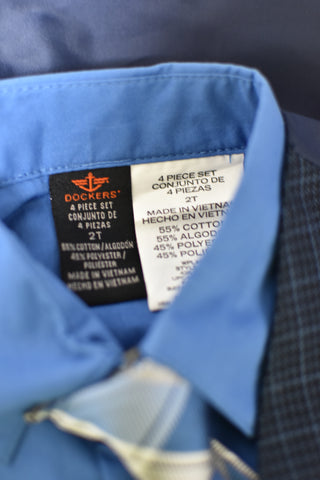 DOCKERS®
4 PIECE SET
CONJUNTO DE
4 PIEZAS
2T
55% COTTON/ALGODÓN
45% POLYESTER/
POLIÉSTER
MADE IN VIETNAM
HECHO EN VIETNAM
4 PIECE SET
CONJUNTO DE
4 PIEZAS
2T
MADE IN VIETN
HECHO EN VIETN
55% COTTO
55% ALGOD
45% POLYE
45% POLI